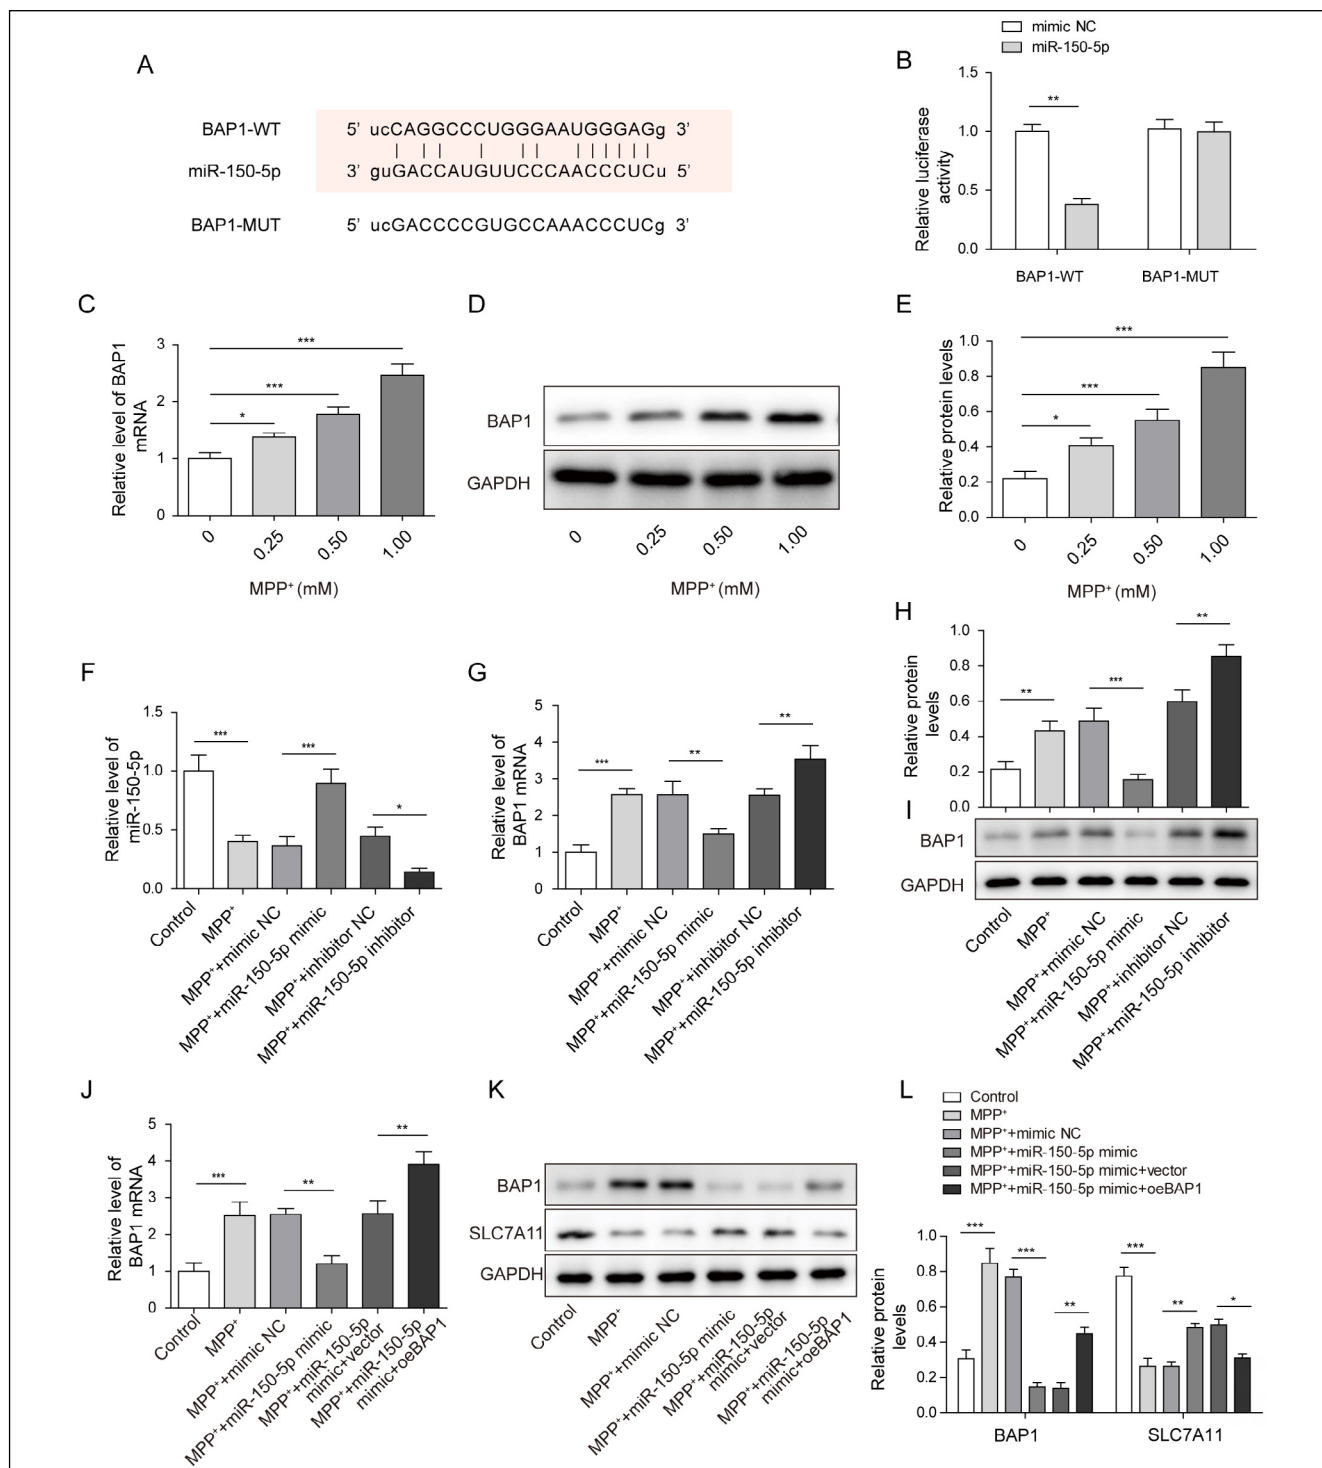 A
BAP1-WT 5’ ucCAGGCCCUGGGAAUGGGAGg 3’
miR-150-5p 3’ guGACCAUGUUCCCAACCCUCu 5’
BAP1-MUT 5’ ucGACCCCGUGCCAAACCCUCg 3’
B
mimic NC
miR-150-5p
Relative luciferase
activity
1.5
1.0
0.5
0.0
**
BAP1-WT BAP1-MUT
C
Relative level of BAP1
mRNA
3
2
1
0
***
***
*
0 0.25 0.50 1.00
MPP⁺ (mM)
D
BAP1
GAPDH
0 0.25 0.50 1.00
MPP⁺ (mM)
E
Relative protein levels
1.0
0.8
0.6
0.4
0.2
0.0
***
***
*
0 0.25 0.50 1.00
MPP⁺ (mM)
F
Relative level of
miR-150-5p
1.5
1.0
0.5
0.0
*** *** *
Control
MPP⁺
MPP⁺+mimic NC
MPP⁺+miR-150-5p mimic
MPP⁺+inhibitor NC
MPP⁺+miR-150-5p inhibitor
G
Relative level of
BAP1 mRNA
5
4
3
2
1
0
*** ** **
Control
MPP⁺
MPP⁺+mimic NC
MPP⁺+miR-150-5p mimic
MPP⁺+inhibitor NC
MPP⁺+miR-150-5p inhibitor
H
Relative protein
levels
1.0
0.8
0.6
0.4
0.2
0.0
** *** **
I
BAP1
GAPDH
Control
MPP⁺
MPP⁺+mimic NC
MPP⁺+miR-150-5p mimic
MPP⁺+inhibitor NC
MPP⁺+miR-150-5p inhibitor
J
Relative level of
BAP1 mRNA
5
4
3
2
1
0
*** ** **
Control
MPP⁺
MPP⁺+mimic NC
MPP⁺+miR-150-5p mimic
MPP⁺+miR-150-5p
mimic+vector
MPP⁺+miR-150-5p
mimic+oeBAP1
K
BAP1
SLC7A11
GAPDH
Control
MPP⁺
MPP⁺+mimic NC
MPP⁺+miR-150-5p mimic
MPP⁺+miR-150-5p
mimic+vector
MPP⁺+miR-150-5p
mimic+oeBAP1
L
Control
MPP⁺
MPP⁺+mimic NC
MPP⁺+miR-150-5p mimic
MPP⁺+miR-150-5p mimic+vector
MPP⁺+miR-150-5p mimic+oeBAP1
Relative protein
levels
1.0
0.8
0.6
0.4
0.2
0.0
*** *** ** *** ** *
BAP1 SLC7A11